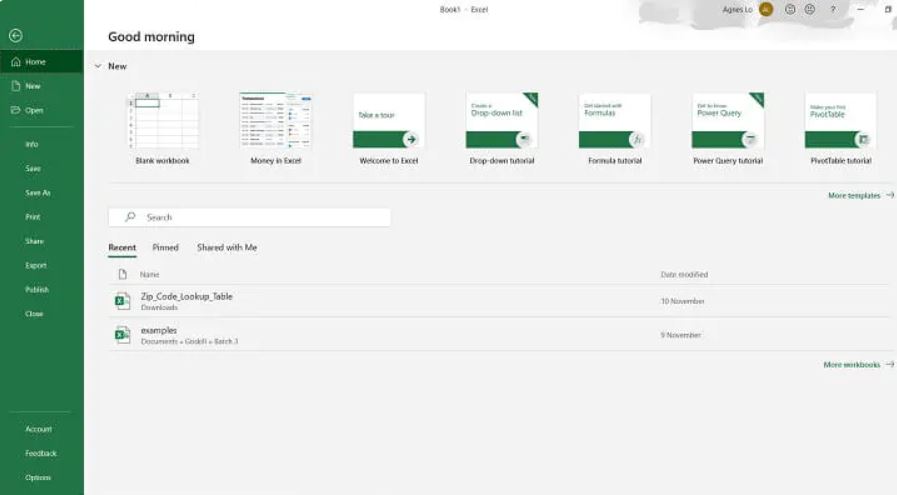 Book1 - Excel
Agnes Lo
AL
?
Good morning
Home
New
Open
Info
Save
Save As
Print
Share
Export
Publish
Close
Account
Feedback
Options
New
A B C
Take a tour
Create a
Drop-down list
Get started with
Formulas
fx
Get to know
Power Query
Make your first
PivotTable
Blank workbook
Money in Excel
Welcome to Excel
Drop-down tutorial
Formula tutorial
Power Query tutorial
PivotTable tutorial
More templates
Search
Recent Pinned Shared with Me
Name Date modified
Zip_Code_Lookup_Table
Downloads
10 November
examples
Documents » Godefi » Batch 3
9 November
More workbooks